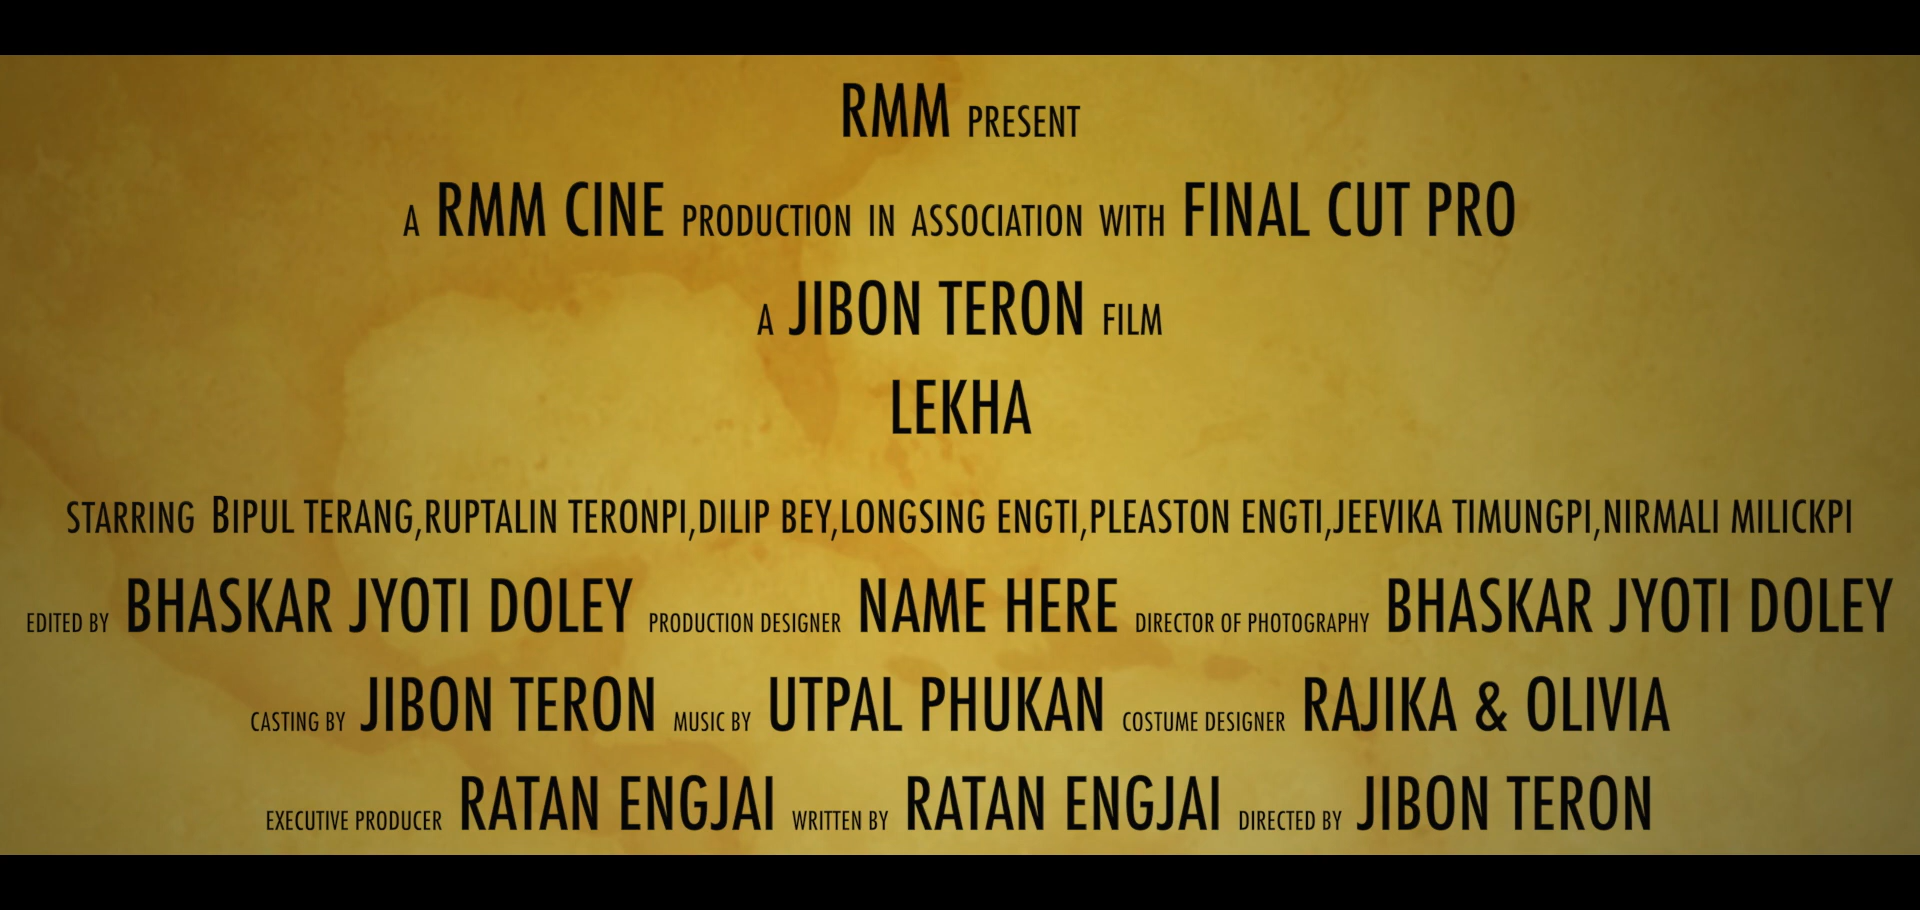 RMM PRESENT
A RMM CINE PRODUCTION IN ASSOCIATION WITH FINAL CUT PRO
A JIBON TERON FILM
LEKHA
STARRING BIPUL TERANG,RUPTALIN TERONPI,DILIP BEY,LONGSING ENGTI,PLEASTON ENGTI,JEEVIKA TIMUNGPI,NIRMALI MILICKPI
EDITED BY BHASKAR JYOTI DOLEY PRODUCTION DESIGNER NAME HERE DIRECTOR OF PHOTOGRAPHY BHASKAR JYOTI DOLEY
CASTING BY JIBON TERON MUSIC BY UTPAL PHUKAN COSTUME DESIGNER RAJIKA & OLIVIA
EXECUTIVE PRODUCER RATAN ENGJAI WRITTEN BY RATAN ENGJAI DIRECTED BY JIBON TERON